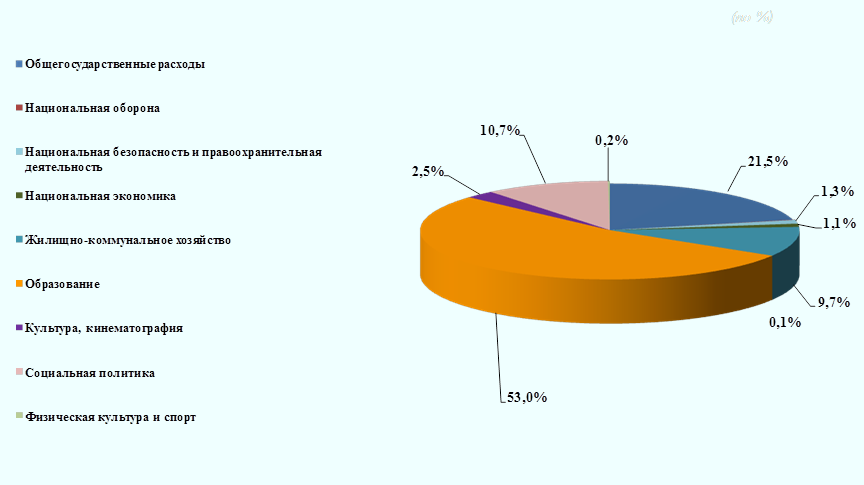 Общегосударственные расходы
Национальная оборона
Национальная безопасность и правоохранительная
деятельность
Национальная экономика
Жилищно-коммунальное хозяйство
Образование
Культура, кинематография
Социальная политика
Физическая культура и спорт
10,7%
0,2%
21,5%
2,5%
1,3%
1,1%
9,7%
0,1%
53,0%